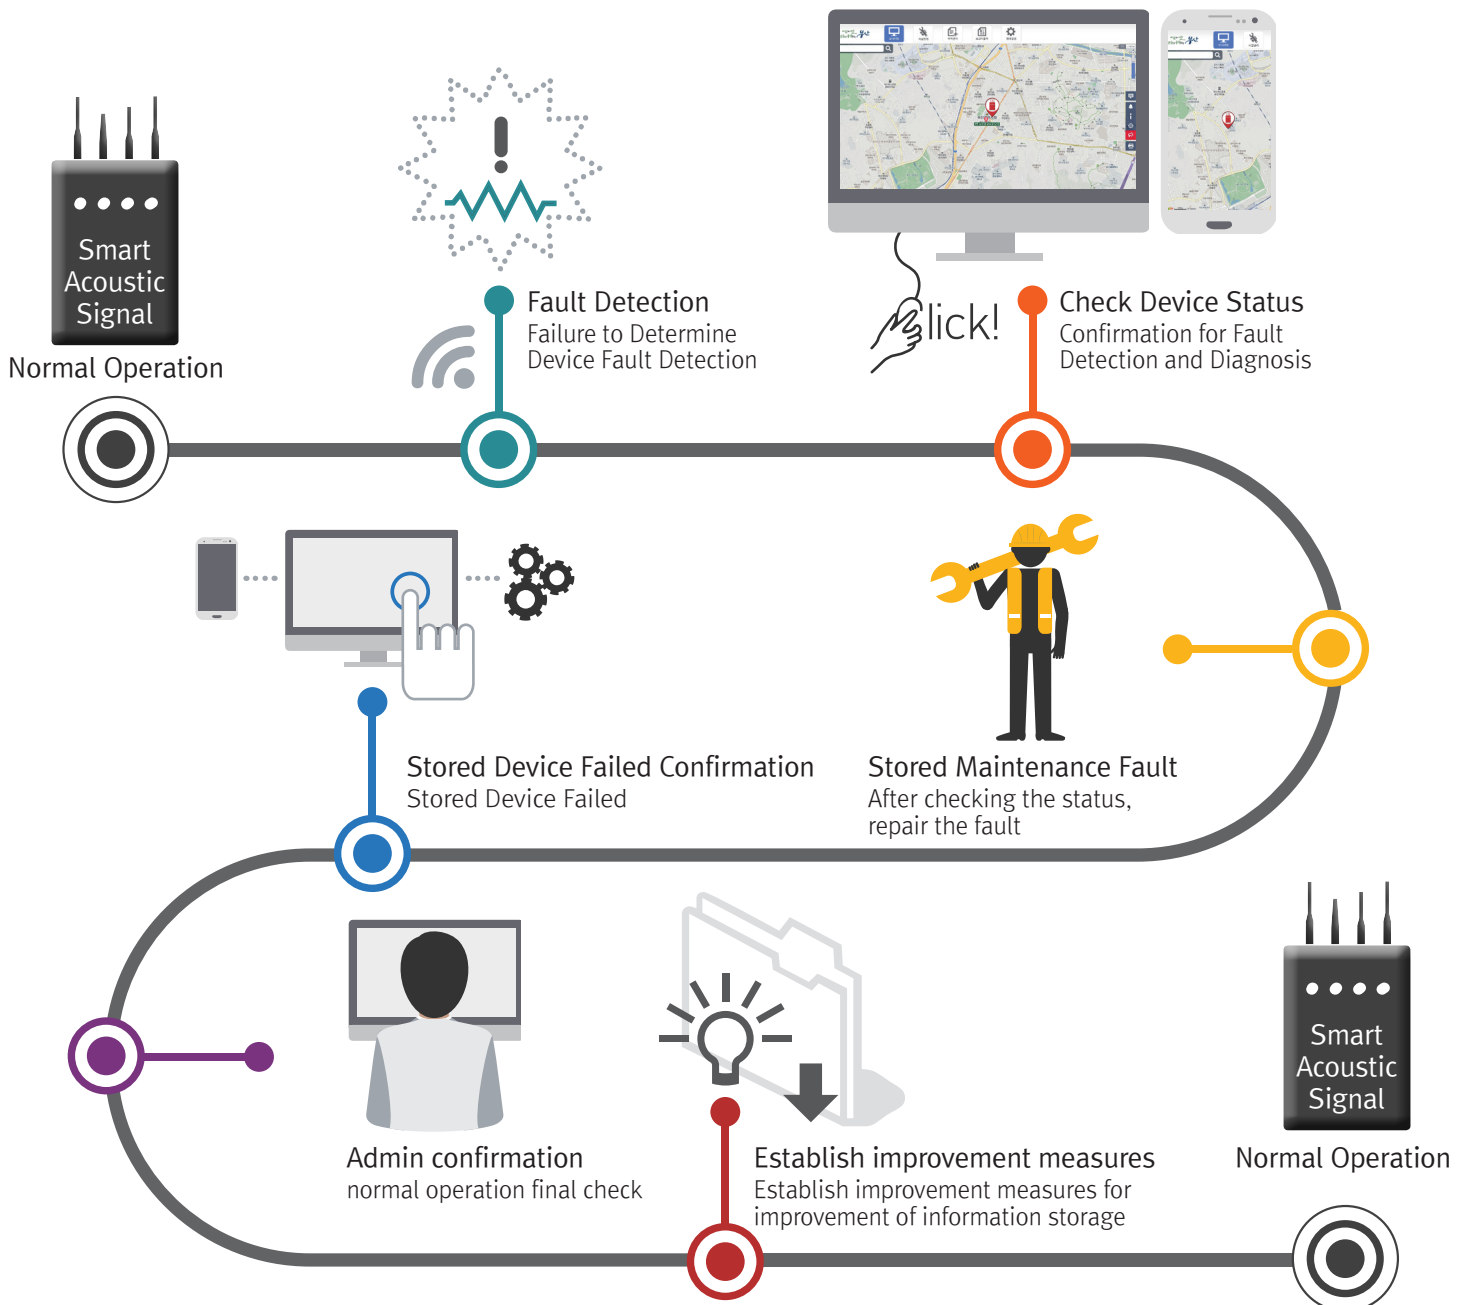 Smart
Acoustic
Signal
Normal Operation
Fault Detection
Failure to Determine
Device Fault Detection
lick!
Check Device Status
Confirmation for Fault
Detection and Diagnosis
Stored Device Failed Confirmation
Stored Device Failed
Stored Maintenance Fault
After checking the status,
repair the fault
Admin confirmation
normal operation final check
Establish improvement measures
Establish improvement measures for
improvement of information storage
Smart
Acoustic
Signal
Normal Operation